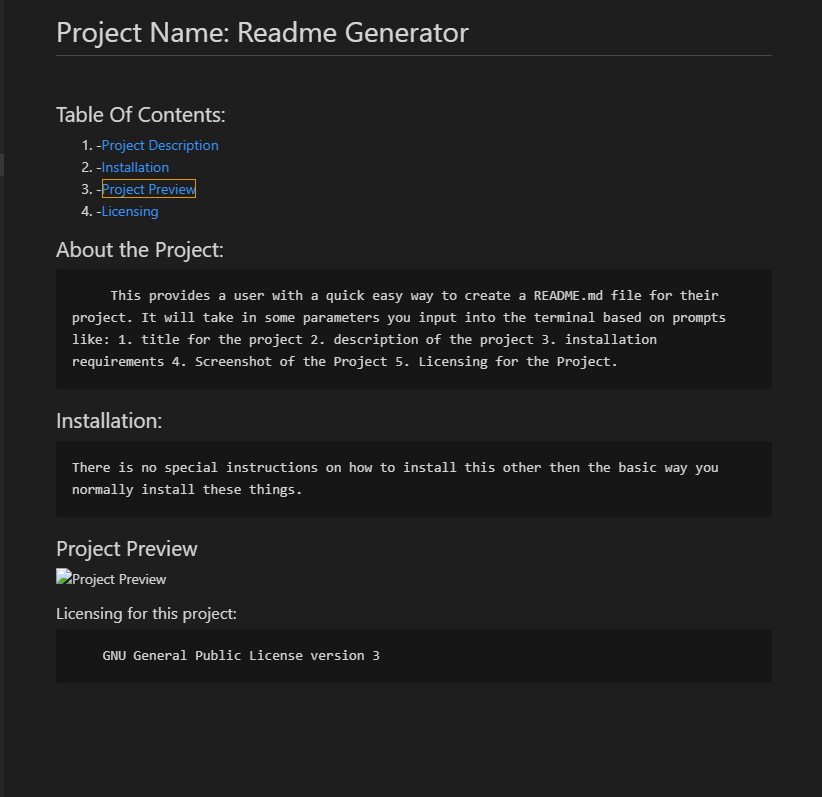 Project Name: Readme Generator
Table Of Contents:
1. -Project Description
2. -Installation
3. -Project Preview
4. -Licensing
About the Project:
This provides a user with a quick easy way to create a README.md file for their
project. It will take in some parameters you input into the terminal based on prompts
like: 1. title for the project 2. description of the project 3. installation
requirements 4. Screenshot of the Project 5. Licensing for the Project.
Installation:
There is no special instructions on how to install this other then the basic way you
normally install these things.
Project Preview
Project Preview
Licensing for this project:
GNU General Public License version 3